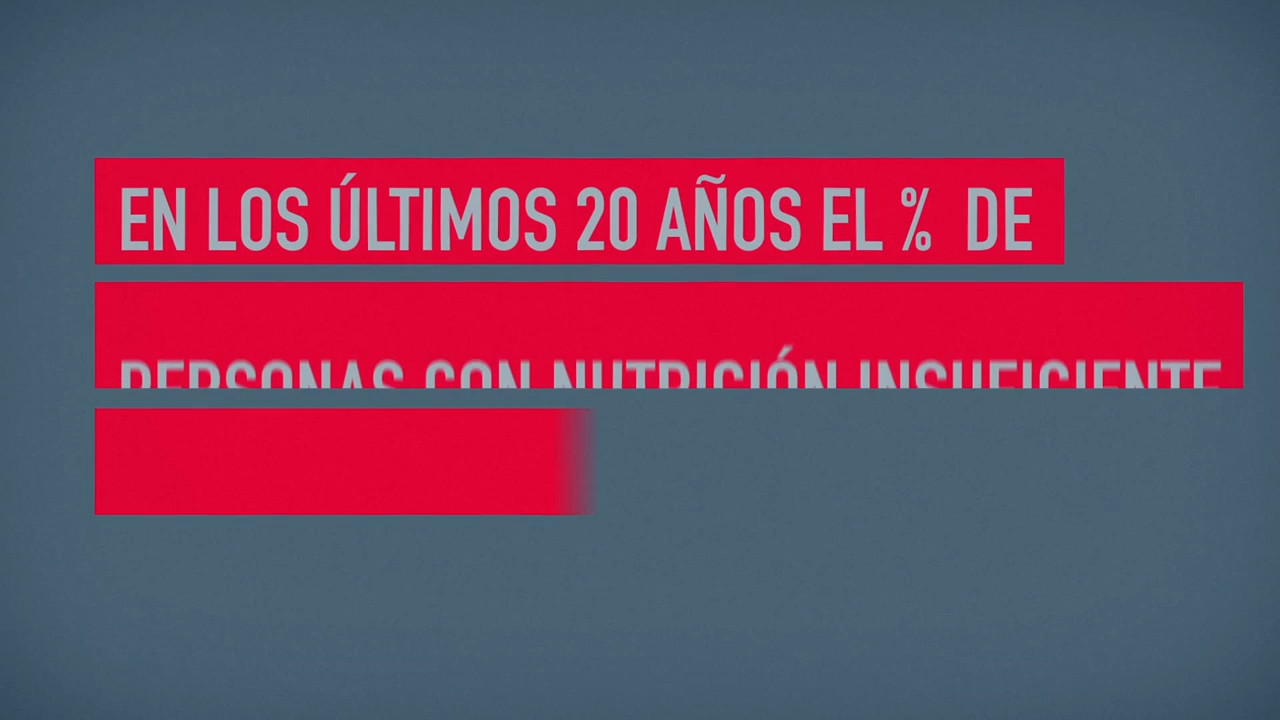 EN LOS ÚLTIMOS 20 AÑOS EL % DE
PERSONAS CON NUTRICIÓN INSUFICIENTE